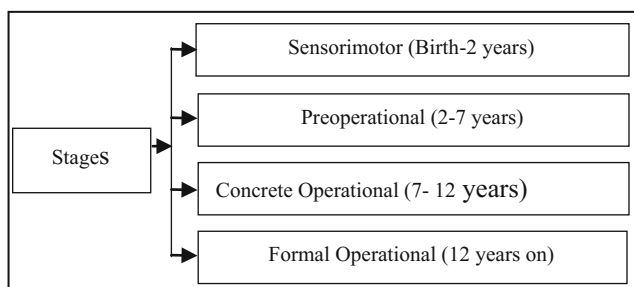 Sensorimotor (Birth-2 years)
Preoperational (2-7 years)
Stages
Concrete Operational (7- 12 years)
Formal Operational (12 years on)